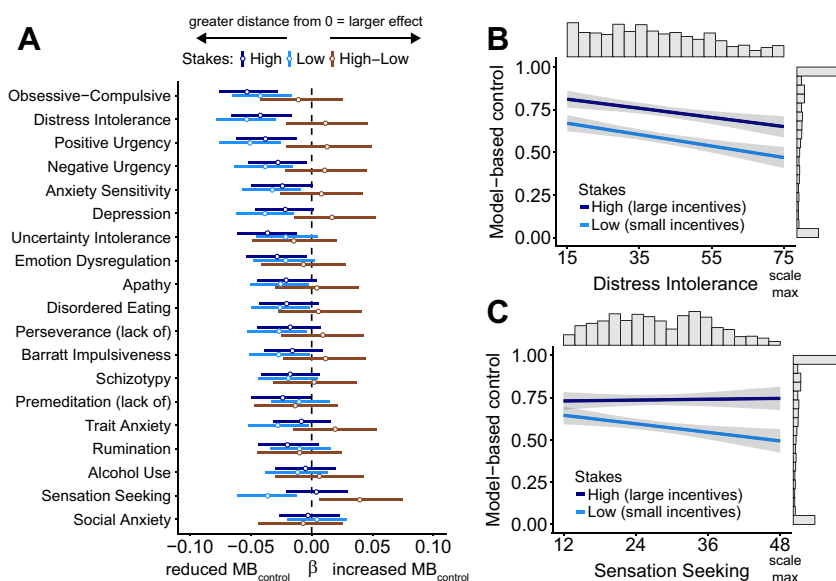 A
greater distance from 0 = larger effect
Stakes: High Low High−Low
Obsessive−Compulsive
Distress Intolerance
Positive Urgency
Negative Urgency
Anxiety Sensitivity
Depression
Uncertainty Intolerance
Emotion Dysregulation
Apathy
Disordered Eating
Perseverance (lack of)
Barratt Impulsiveness
Schizotypy
Premeditation (lack of)
Trait Anxiety
Rumination
Alcohol Use
Sensation Seeking
Social Anxiety
−0.10 −0.05 0.00 0.05 0.10
reduced MBcontrol β increased MBcontrol
B
Model−based control
1.00
0.75
0.50
0.25
0.00
Stakes
High (large incentives)
Low (small incentives)
15 35 55 75
Distress Intolerance
scale
max
C
Model−based control
1.00
0.75
0.50
0.25
0.00
Stakes
High (large incentives)
Low (small incentives)
12 24 36 48
Sensation Seeking
scale
max